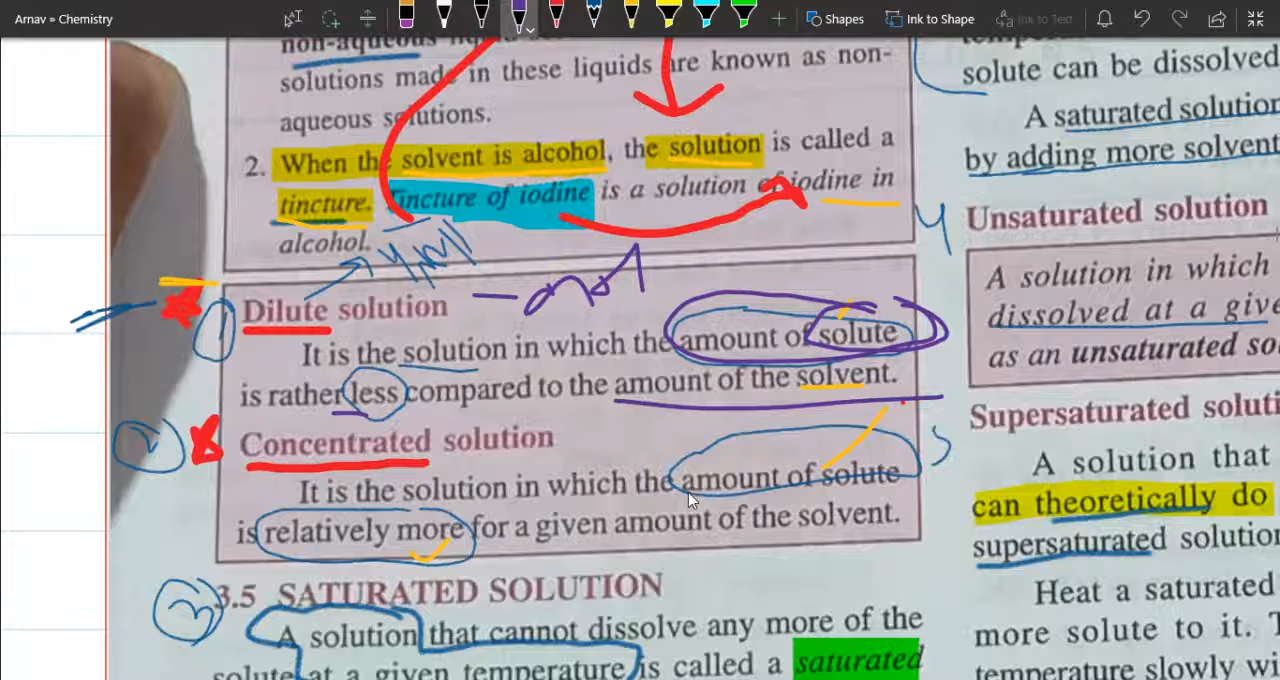 Arnav » Chemistry
Shapes
Ink to Shape
Ink to Text
non-aqueous
solutions made in these liquids are known as non-
aqueous solutions.
2. When the solvent is alcohol, the solution is called a
tincture. Tincture of iodine is a solution of iodine in
alcohol.
1 Dilute solution
It is the solution in which the amount of solute
is rather less compared to the amount of the solvent.
2 Concentrated solution
It is the solution in which the amount of solute
is relatively more for a given amount of the solvent.
3 3.5 SATURATED SOLUTION
A solution that cannot dissolve any more of the
solute at a given temperature is called a saturated
solute can be dissolved
A saturated solution
by adding more solvent
4 Unsaturated solution
A solution in which
dissolved at a give
as an unsaturated so
5 Supersaturated soluti
A solution that
can theoretically do
supersaturated solution
Heat a saturated
more solute to it.
temperature slowly wi